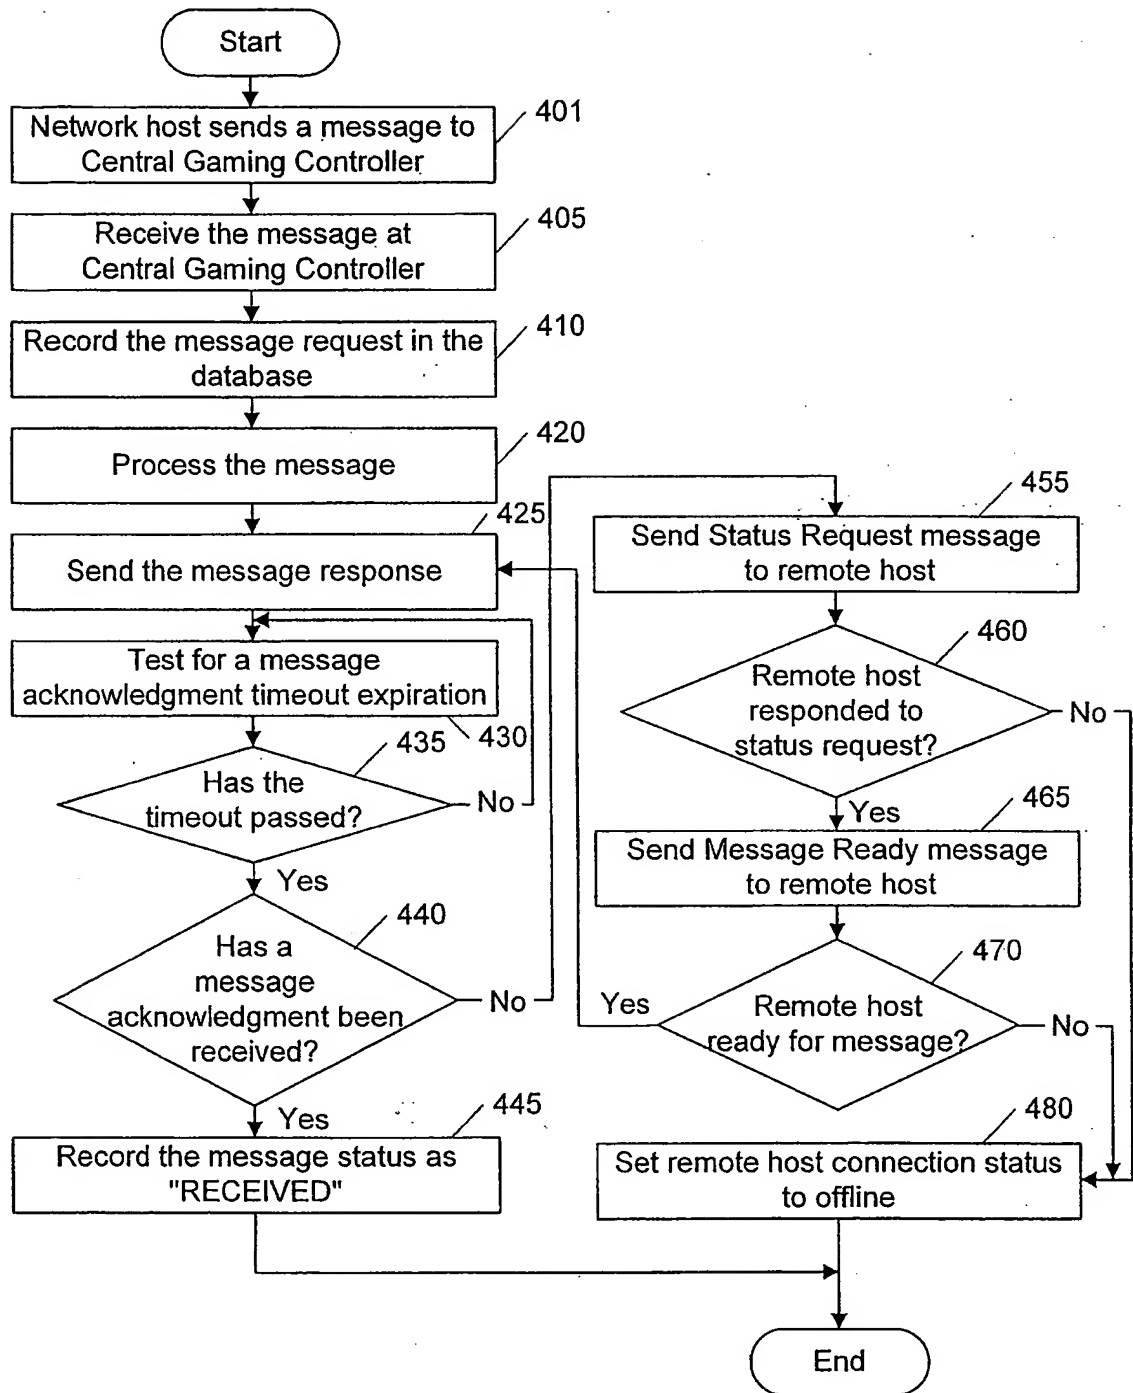 Start
Network host sends a message to
Central Gaming Controller
401
Receive the message at
Central Gaming Controller
405
Record the message request in the
database
410
Process the message
420
Send the message response
425
Test for a message
acknowledgment timeout expiration
430
Has the
timeout passed?
435
No
Yes
Has a
message
acknowledgment been
received?
440
No
Yes
Record the message status as
"RECEIVED"
445
Send Status Request message
to remote host
455
Remote host
responded to
status request?
460
No
Yes
Send Message Ready message
to remote host
465
Remote host
ready for message?
470
Yes
No
Set remote host connection status
to offline
480
End